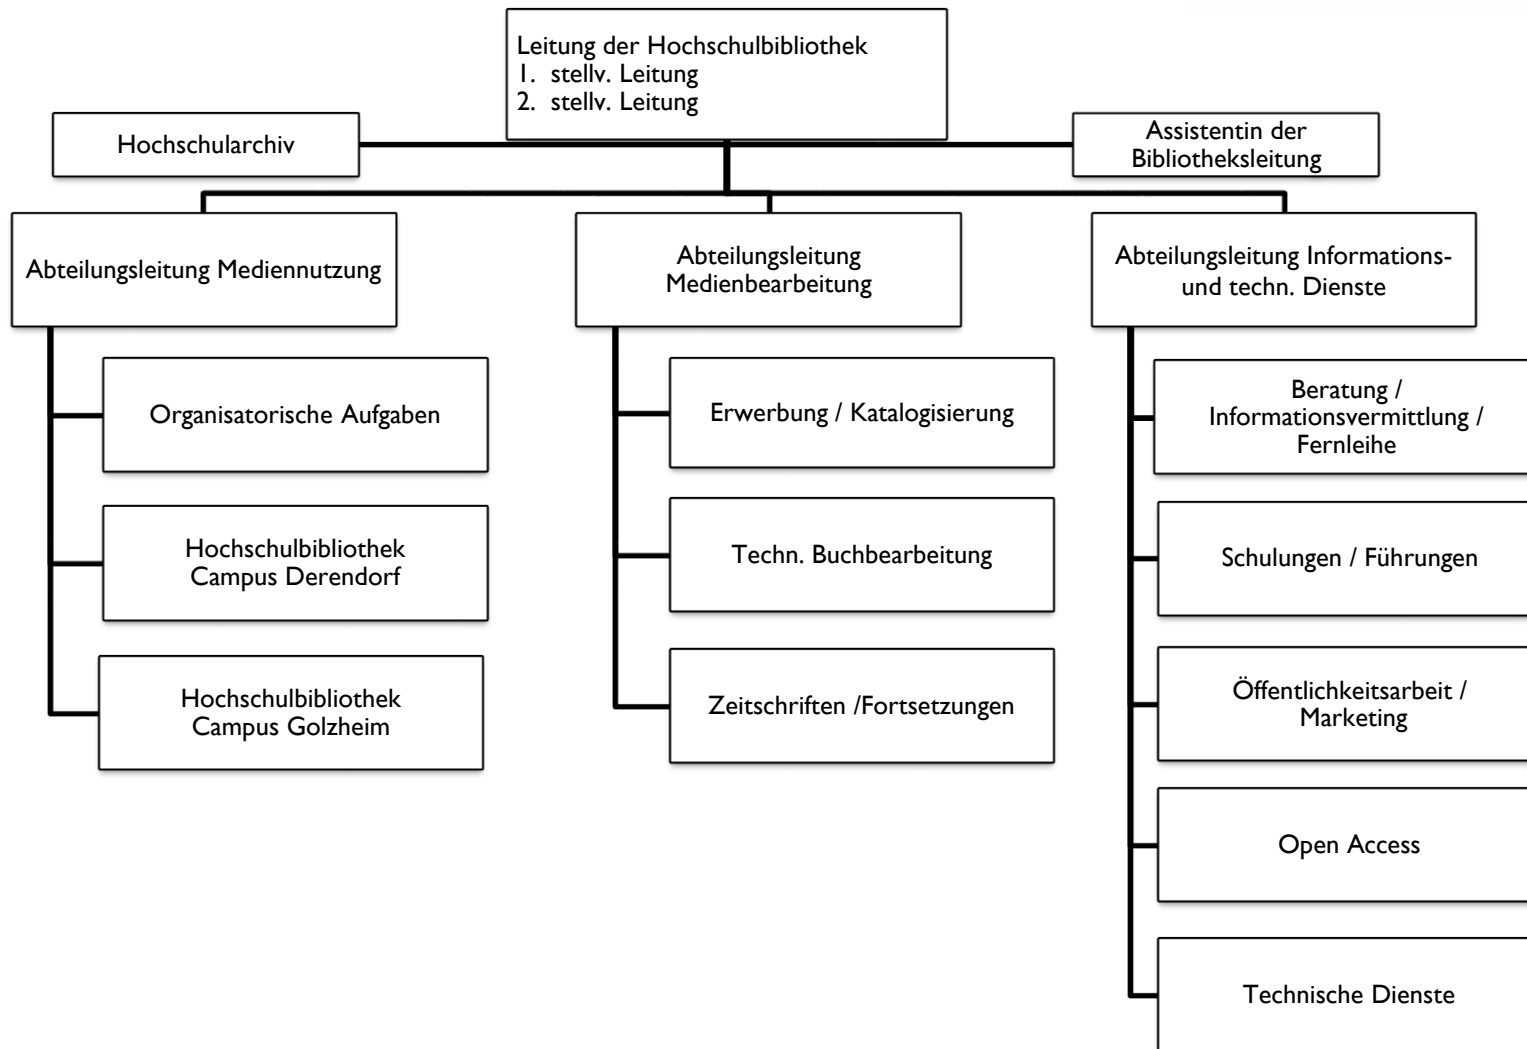 Leitung der Hochschulbibliothek
1. stellv. Leitung
2. stellv. Leitung
Hochschularchiv
Assistentin der
Bibliotheksleitung
Abteilungsleitung Mediennutzung
Abteilungsleitung
Medienbearbeitung
Abteilungsleitung Informations-
und techn. Dienste
Organisatorische Aufgaben
Hochschulbibliothek
Campus Derendorf
Hochschulbibliothek
Campus Golzheim
Erwerbung / Katalogisierung
Techn. Buchbearbeitung
Zeitschriften /Fortsetzungen
Beratung /
Informationsvermittlung /
Fernleihe
Schulungen / Führungen
Öffentlichkeitsarbeit /
Marketing
Open Access
Technische Dienste